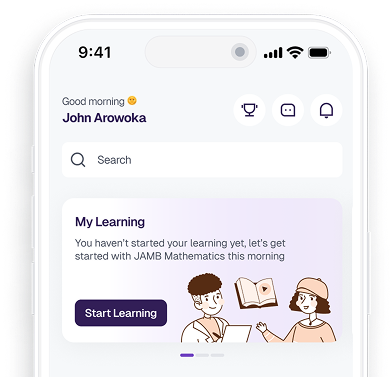 9:41
Good morning 🌞
John Arowoka
Search
My Learning
You haven't started your learning yet, let's get
started with JAMB Mathematics this morning
Start Learning